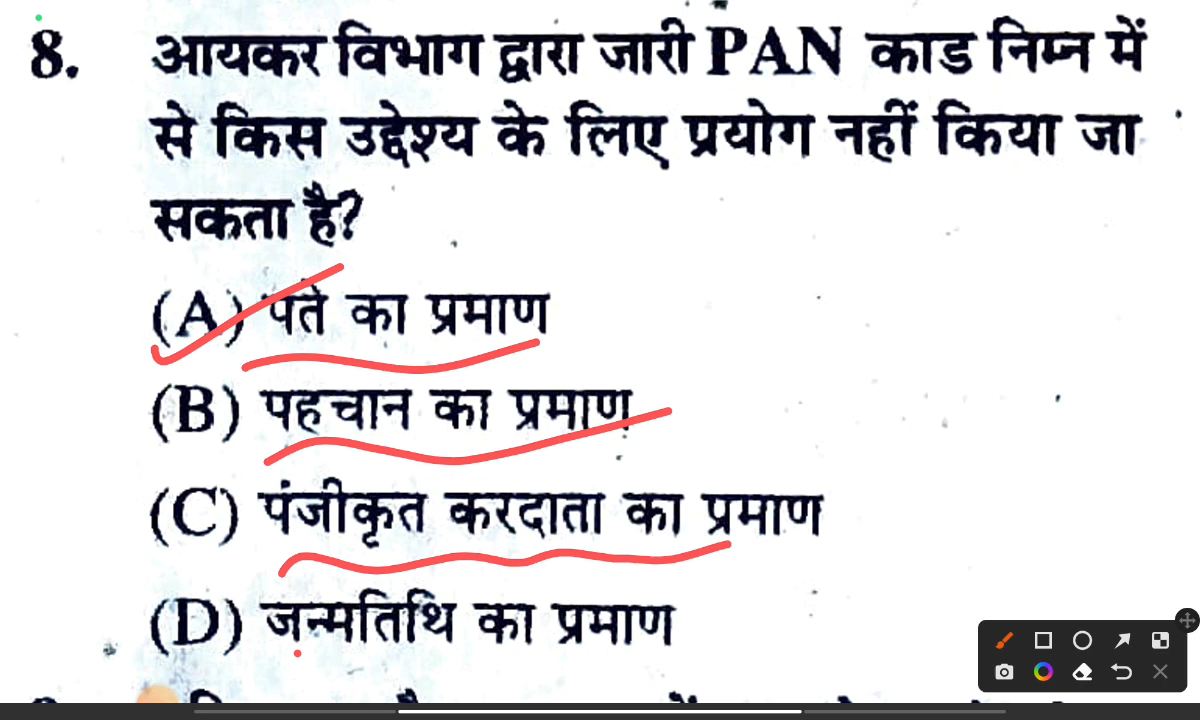 8. आयकर विभाग द्वारा जारी PAN काड निम्न में
से किस उद्देश्य के लिए प्रयोग नहीं किया जा
सकता है?
(A) पते का प्रमाण
(B) पहचान का प्रमाण
(C) पंजीकृत करदाता का प्रमाण
(D) जन्मतिथि का प्रमाण